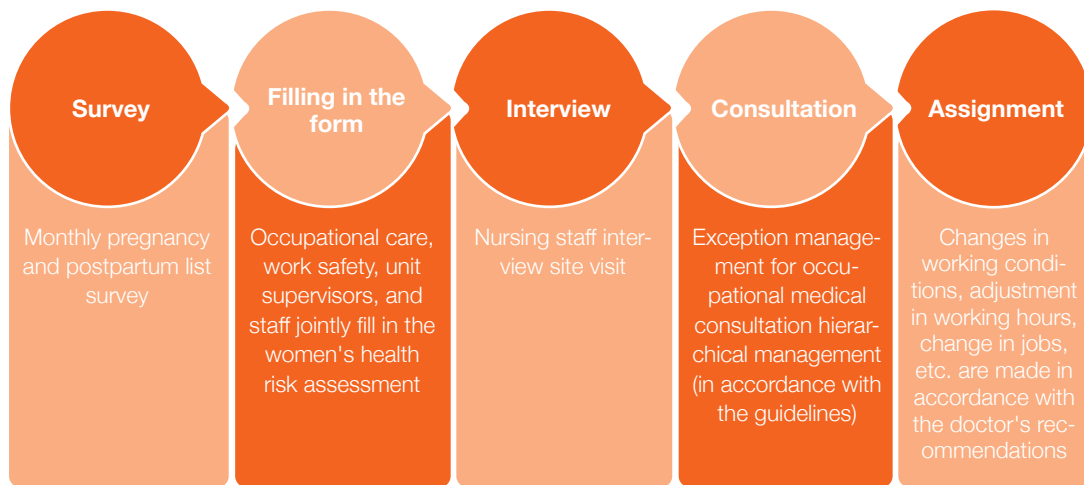 Survey
Monthly pregnancy
and postpartum list
survey
Filling in the
form
Occupational care,
work safety, unit
supervisors, and
staff jointly fill in the
women's health
risk assessment
Interview
Nursing staff inter-
view site visit
Consultation
Exception manage-
ment for occu-
pational medical
consultation hierar-
chical management
(in accordance with
the guidelines)
Assignment
Changes in
working condi-
tions, adjustment
in working hours,
change in jobs,
etc. are made in
accordance with
the doctor's rec-
ommendations